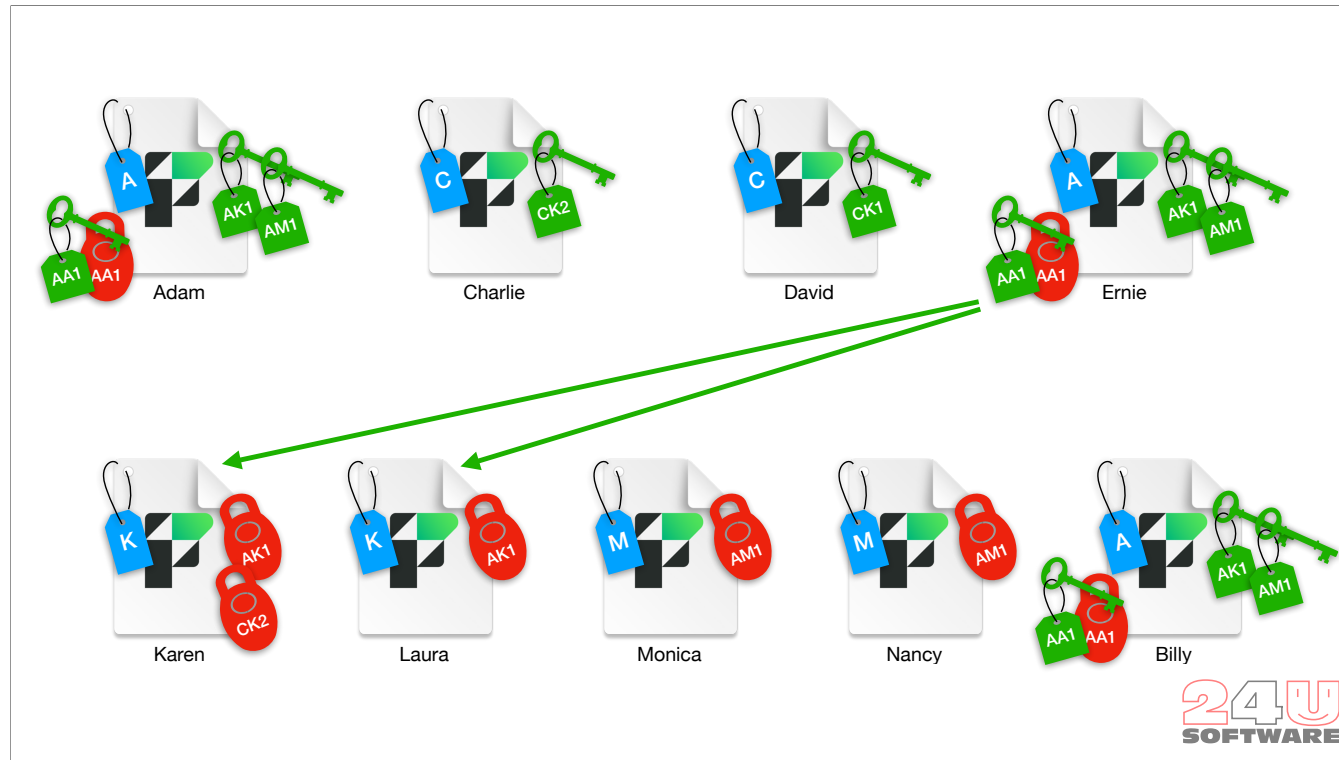 A
AK1
AM1
AA1
AA1
Adam
C
CK2
Charlie
C
CK1
David
A
AK1
AM1
AA1
AA1
Ernie
K
AK1
CK2
Karen
K
AK1
Laura
M
AM1
Monica
M
AM1
Nancy
A
AK1
AM1
AA1
AA1
Billy
24U
SOFTWARE